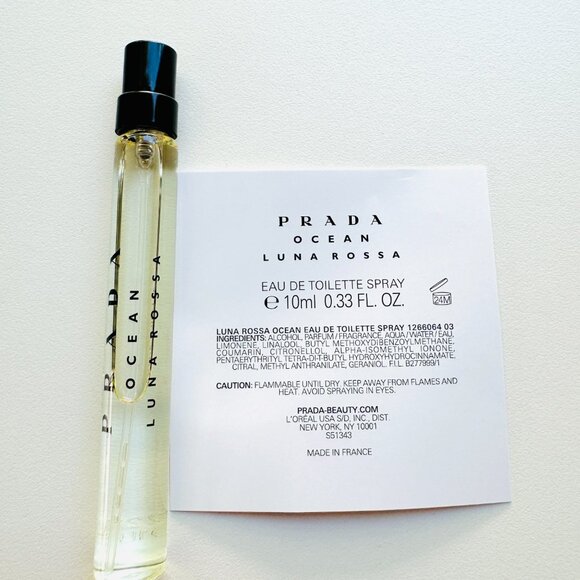 PRADA
OCEAN
LUNA ROSSA
PRADA
OCEAN
LUNA ROSSA
EAU DE TOILETTE SPRAY
℮ 10ml 0.33 FL. OZ.
24M
LUNA ROSSA OCEAN EAU DE TOILETTE SPRAY 1266064 03
INGREDIENTS: ALCOHOL, PARFUM / FRAGRANCE, AQUA / WATER / EAU,
LIMONENE, LINALOOL, BUTYL METHOXYDIBENZOYLMETHANE,
COUMARIN, CITRONELLOL, ALPHA-ISOMETHYL IONONE,
PENTAERYTHRITYL TETRA-DI-T-BUTYL HYDROXYHYDROCINNAMATE,
CITRAL, METHYL ANTHRANILATE, GERANIOL. F.I.L. B277999/1
CAUTION: FLAMMABLE UNTIL DRY. KEEP AWAY FROM FLAMES AND
HEAT. AVOID SPRAYING IN EYES.
PRADA-BEAUTY.COM
L'ORÉAL USA S/D, INC., DIST.
NEW YORK, NY 10001
S51343
MADE IN FRANCE